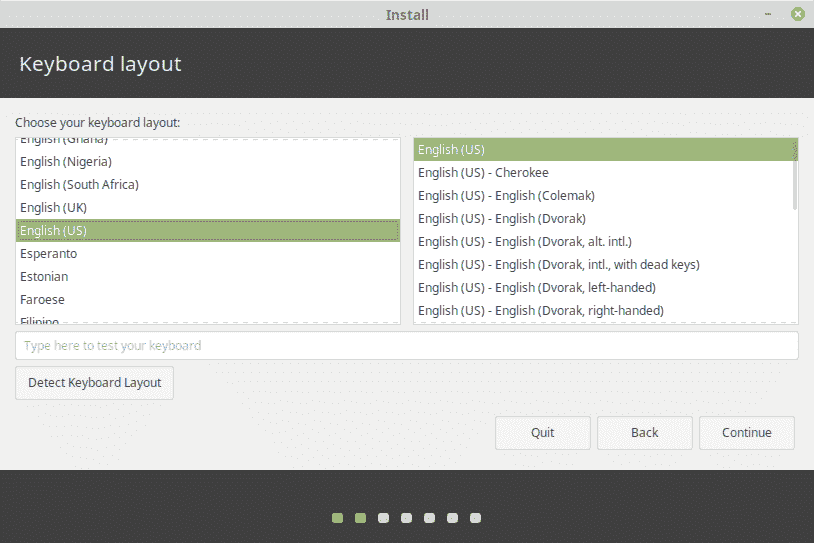 Install
Keyboard layout
Choose your keyboard layout:
English (Ghana)
English (Nigeria)
English (South Africa)
English (UK)
English (US)
Esperanto
Estonian
Faroese
Filipino
English (US)
English (US) - Cherokee
English (US) - English (Colemak)
English (US) - English (Dvorak)
English (US) - English (Dvorak, alt. intl.)
English (US) - English (Dvorak, intl., with dead keys)
English (US) - English (Dvorak, left-handed)
English (US) - English (Dvorak, right-handed)
Type here to test your keyboard
Detect Keyboard Layout
Quit
Back
Continue